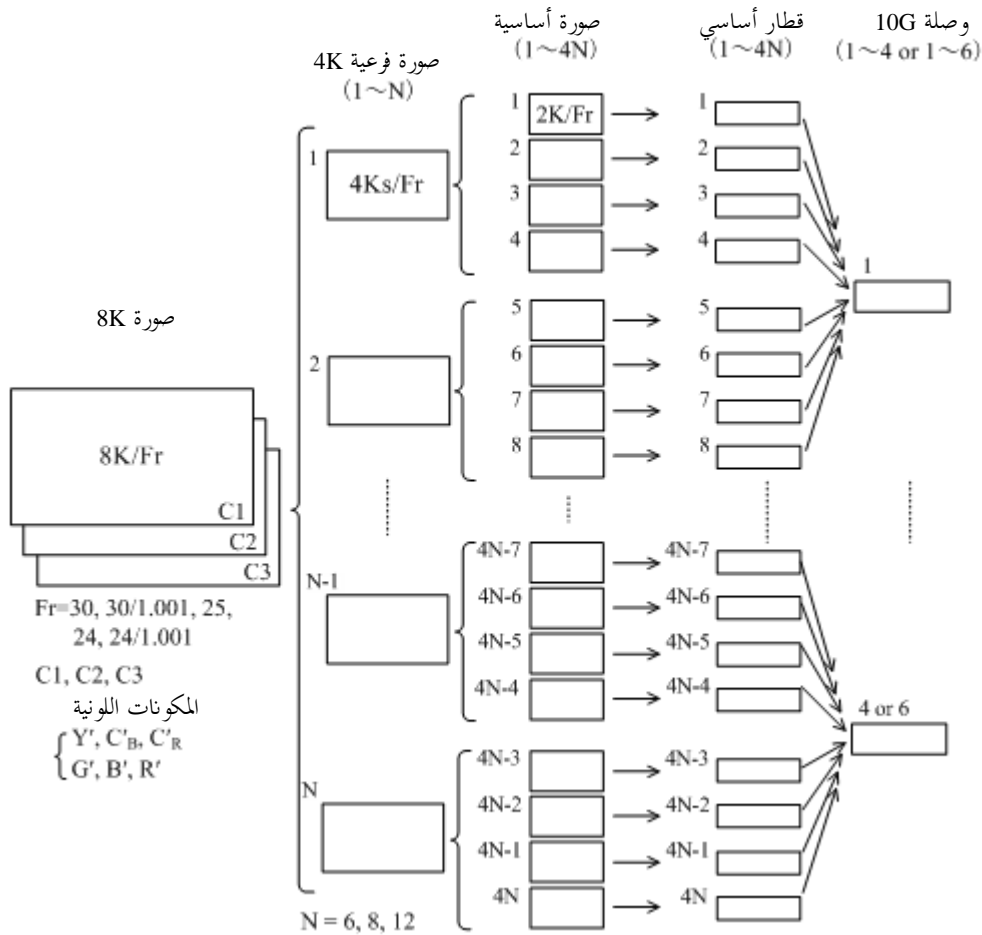 صورة 8K
8K/Fr
C1
C2
C3
Fr=30, 30/1.001, 25,
24, 24/1.001
C1, C2, C3
المكونات اللونية
Y′, C′B, C′R
G′, B′, R′
صورة فرعية 4K
(1~N)
1
4Ks/Fr
2
N-1
N
N = 6, 8, 12
صورة أساسية
(1~4N)
1
2K/Fr
2
3
4
5
6
7
8
4N-7
4N-6
4N-5
4N-4
4N-3
4N-2
4N-1
4N
قطار أساسي
(1~4N)
1
2
3
4
5
6
7
8
4N-7
4N-6
4N-5
4N-4
4N-3
4N-2
4N-1
4N
وصلة 10G
(1~4 or 1~6)
1
4 or 6